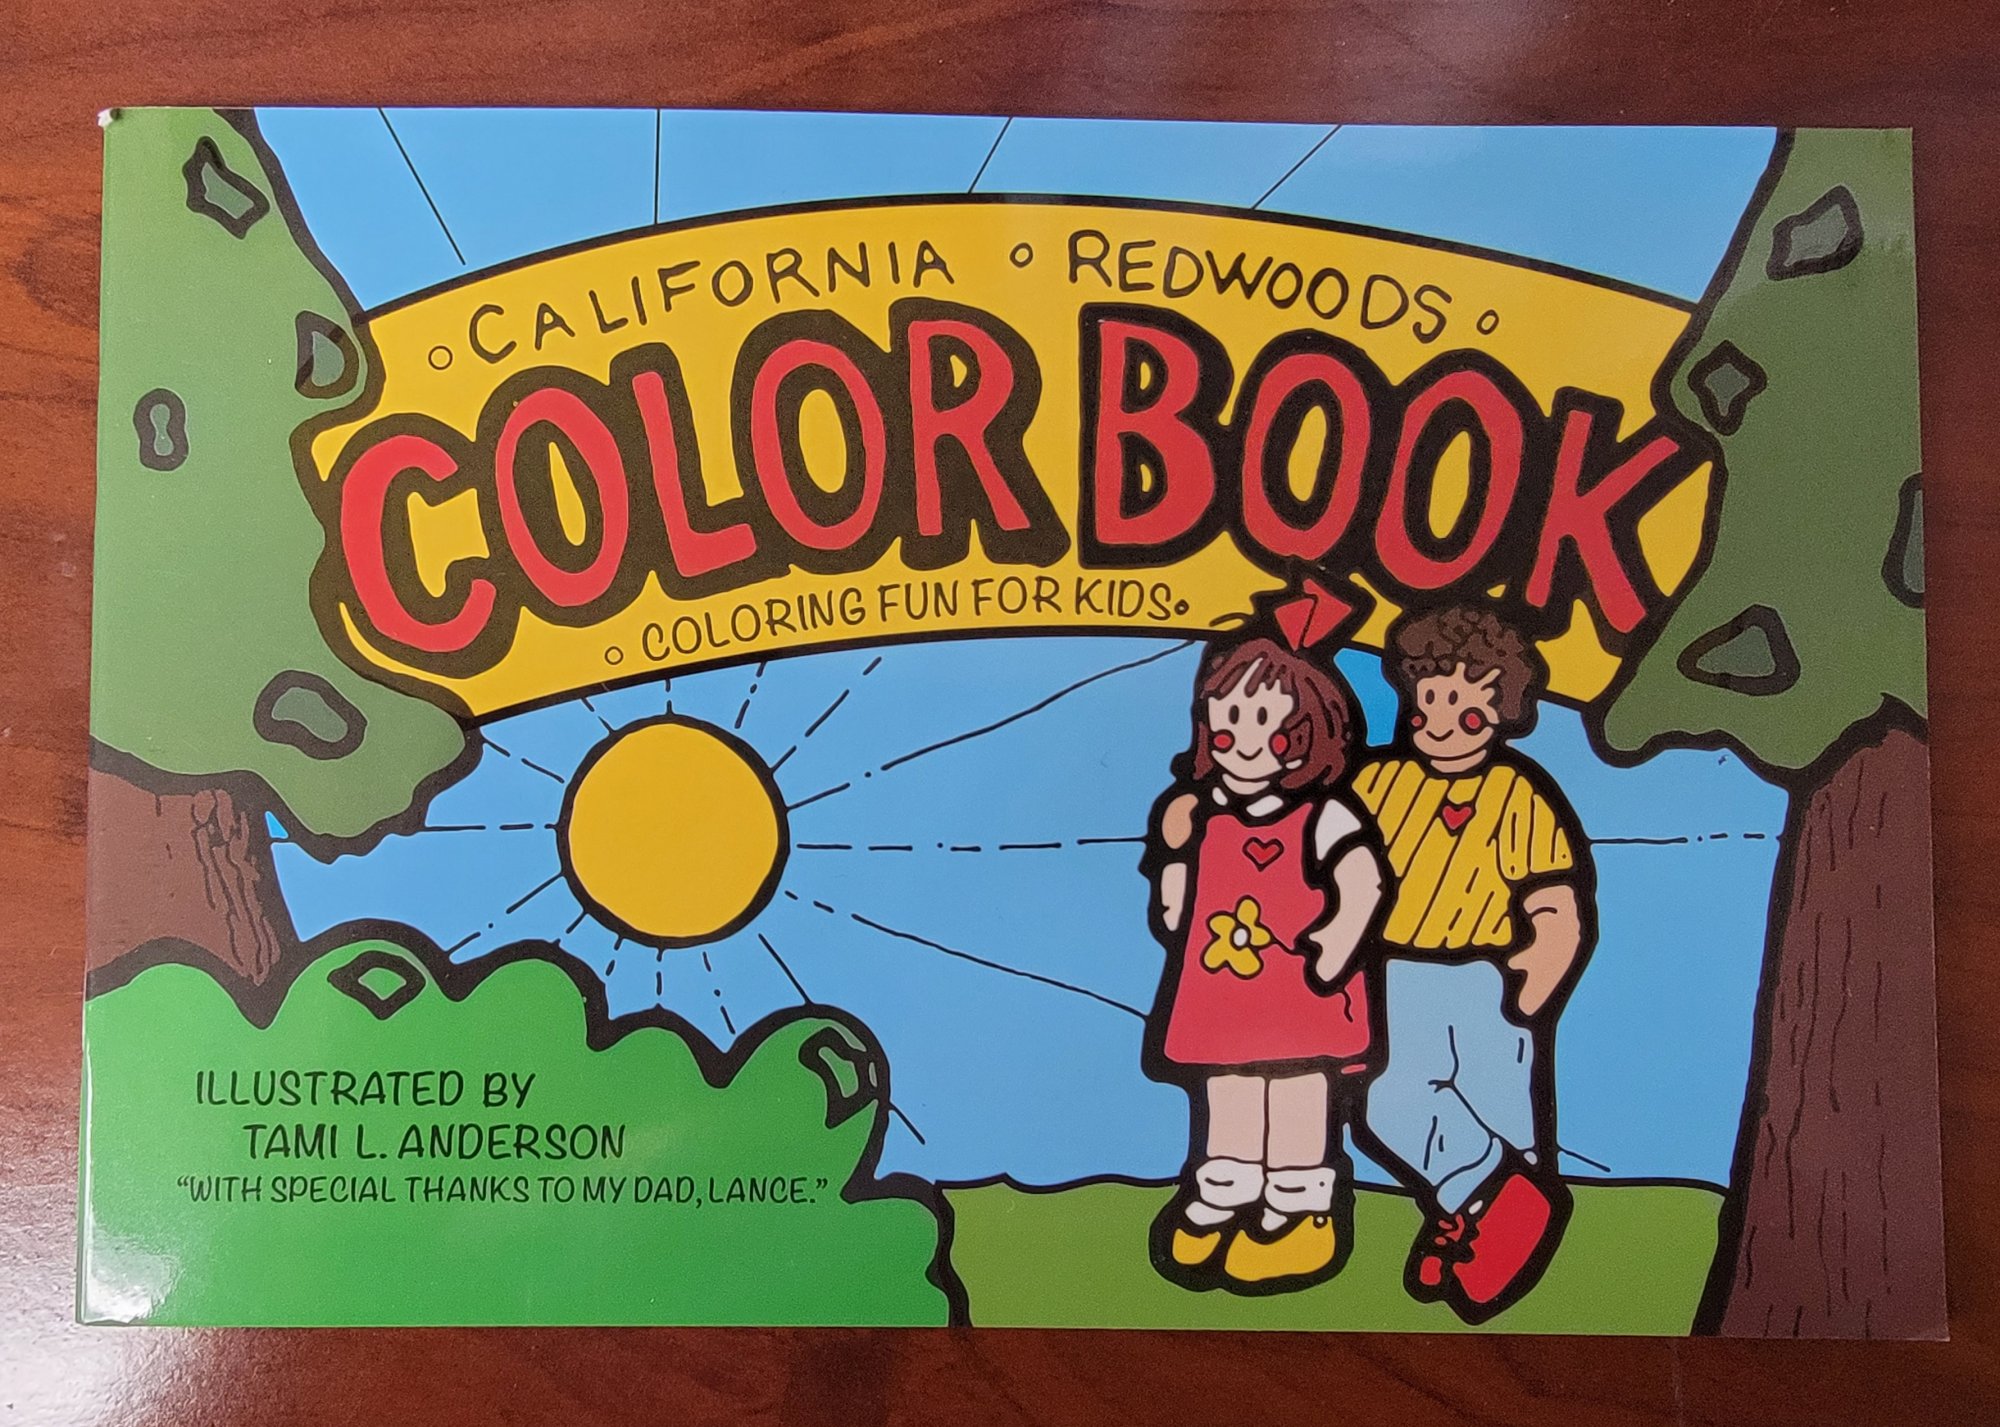 CALIFORNIA REDWOODS
COLOR BOOK
COLORING FUN FOR KIDS
ILLUSTRATED BY
TAMI L. ANDERSON
“WITH SPECIAL THANKS TO MY DAD, LANCE.”